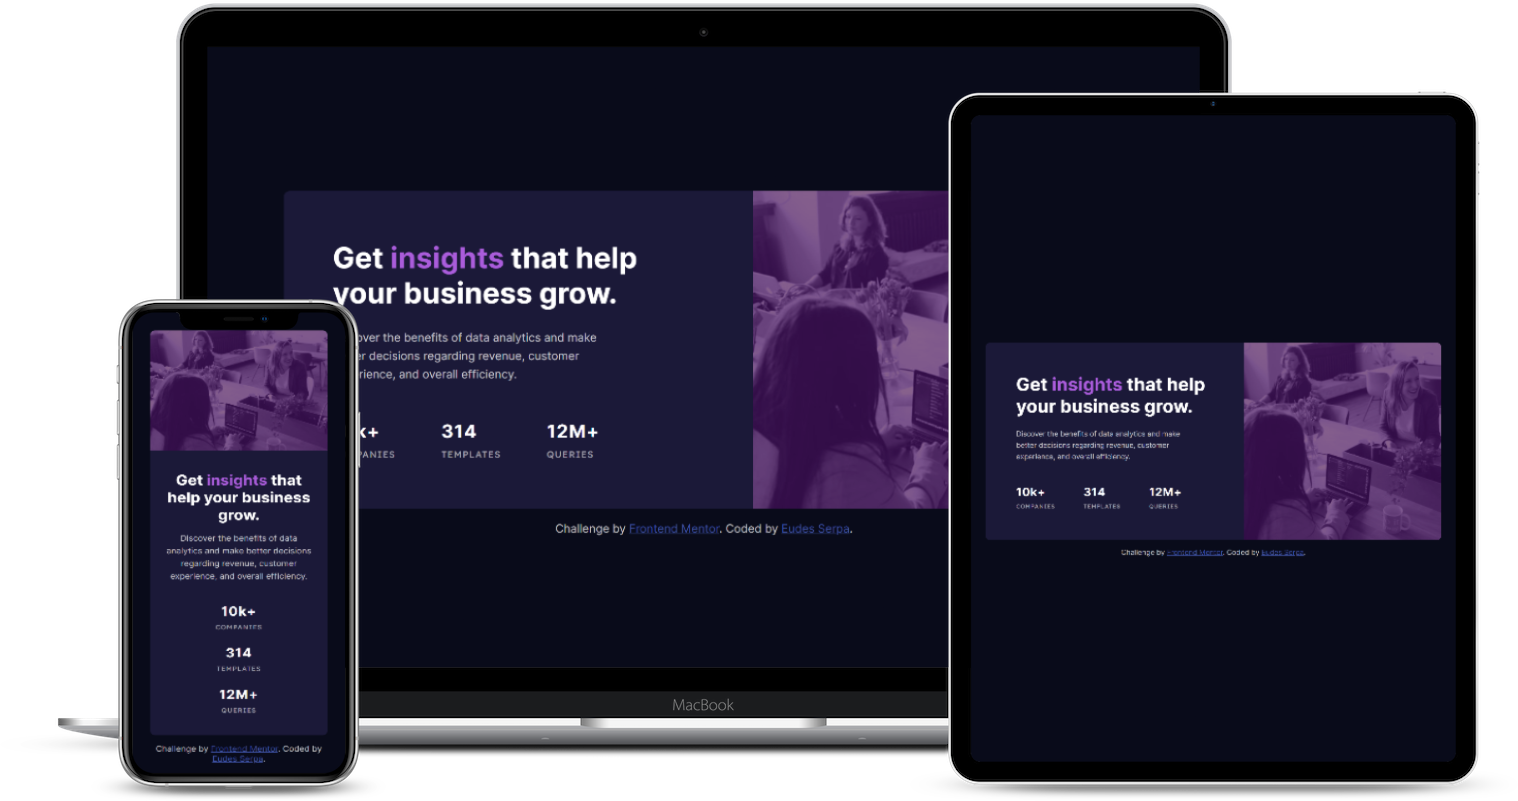 Get insights that help
your business grow.
over the benefits of data analytics and make
er decisions regarding revenue, customer
rience, and overall efficiency.
k+ 314 12M+
PANIES TEMPLATES QUERIES
Challenge by Frontend Mentor. Coded by Eudes Serpa.
MacBook
Get insights that
help your business
grow.
Discover the benefits of data
analytics and make better decisions
regarding revenue, customer
experience, and overall efficiency.
10k+
COMPANIES
314
TEMPLATES
12M+
QUERIES
Challenge by Frontend Mentor. Coded by
Eudes Serpa.
Get insights that help
your business grow.
Discover the benefits of data analytics and make
better decisions regarding revenue, customer
experience, and overall efficiency.
10k+ 314 12M+
COMPANIES TEMPLATES QUERIES
Challenge by Frontend Mentor. Coded by Eudes Serpa.